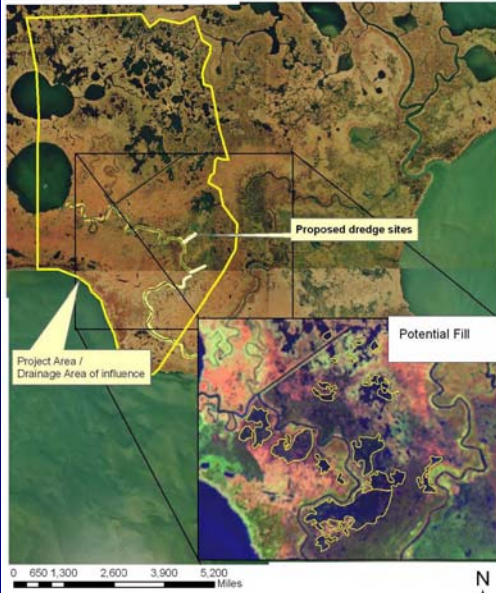 Proposed dredge sites
Project Area /
Drainage Area of influence
Potential Fill
0 650 1,300 2,600 3,900 5,200
Miles
N